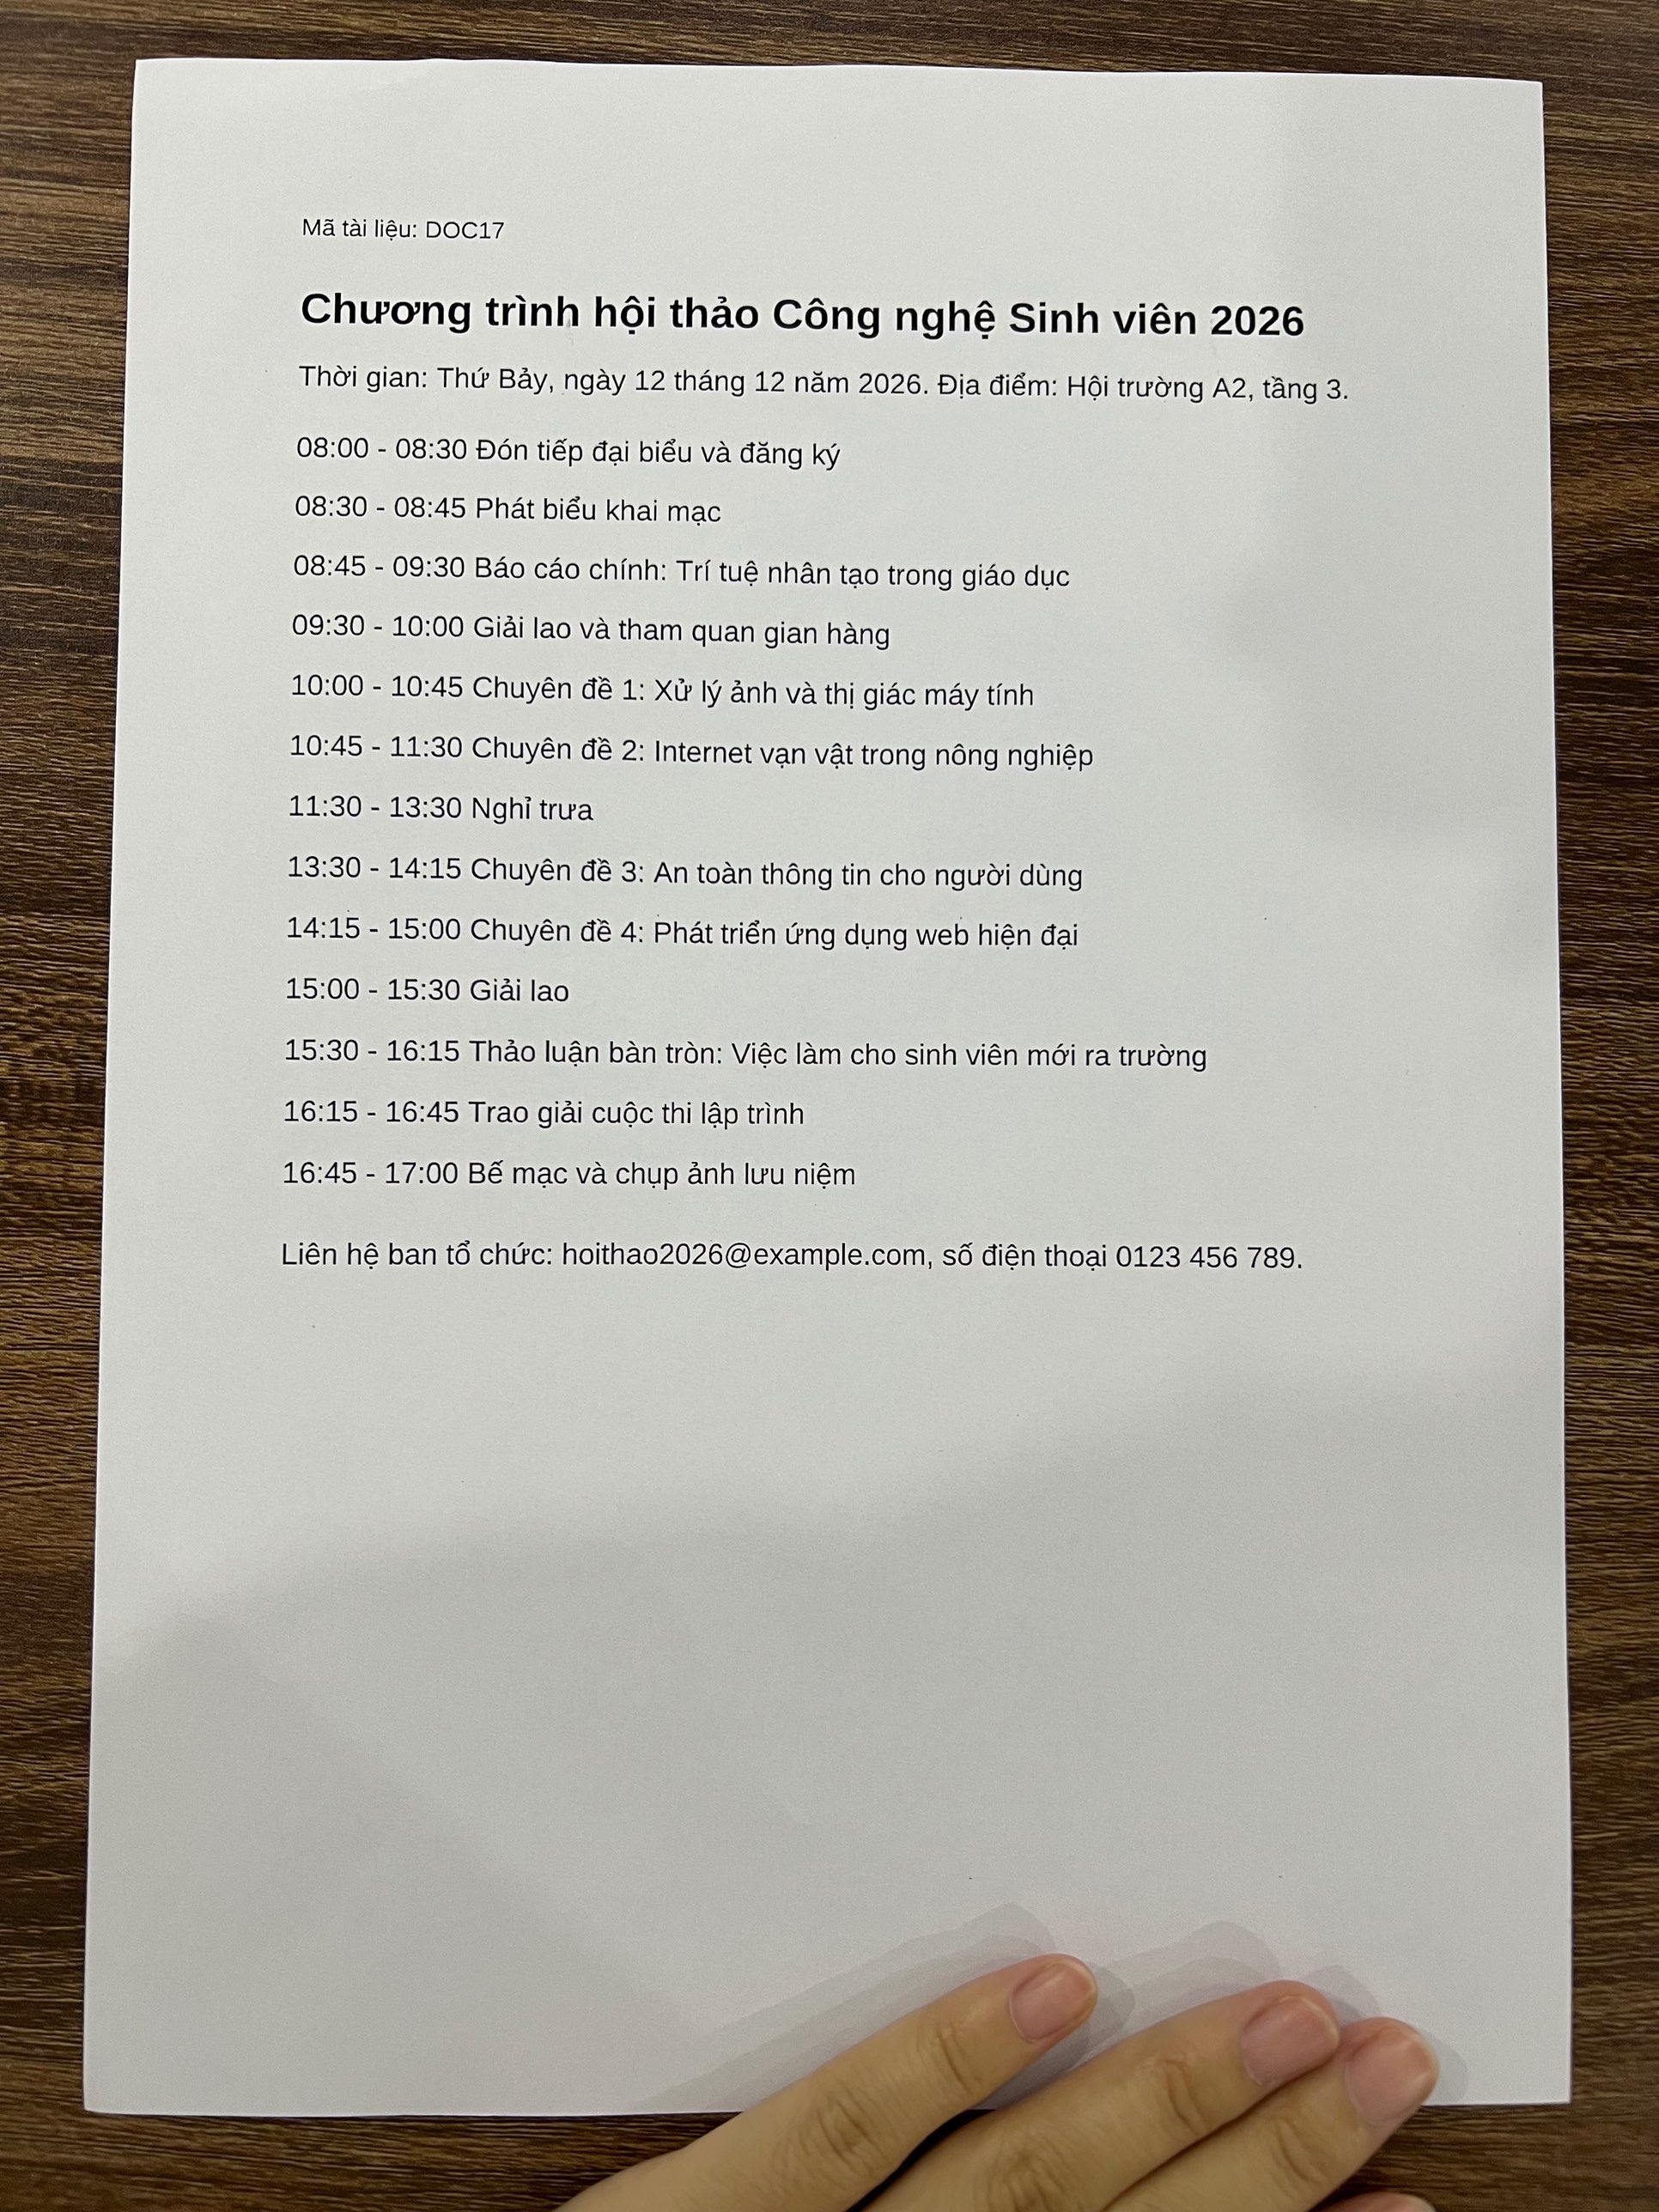 Mã tài liệu: DOC17
Chương trình hội thảo Công nghệ Sinh viên 2026
Thời gian: Thứ Bảy, ngày 12 tháng 12 năm 2026. Địa điểm: Hội trường A2, tầng 3.
08:00 - 08:30 Đón tiếp đại biểu và đăng ký
08:30 - 08:45 Phát biểu khai mạc
08:45 - 09:30 Báo cáo chính: Trí tuệ nhân tạo trong giáo dục
09:30 - 10:00 Giải lao và tham quan gian hàng
10:00 - 10:45 Chuyên đề 1: Xử lý ảnh và thị giác máy tính
10:45 - 11:30 Chuyên đề 2: Internet vạn vật trong nông nghiệp
11:30 - 13:30 Nghỉ trưa
13:30 - 14:15 Chuyên đề 3: An toàn thông tin cho người dùng
14:15 - 15:00 Chuyên đề 4: Phát triển ứng dụng web hiện đại
15:00 - 15:30 Giải lao
15:30 - 16:15 Thảo luận bàn tròn: Việc làm cho sinh viên mới ra trường
16:15 - 16:45 Trao giải cuộc thi lập trình
16:45 - 17:00 Bế mạc và chụp ảnh lưu niệm
Liên hệ ban tổ chức: hoithao2026@example.com, số điện thoại 0123 456 789.